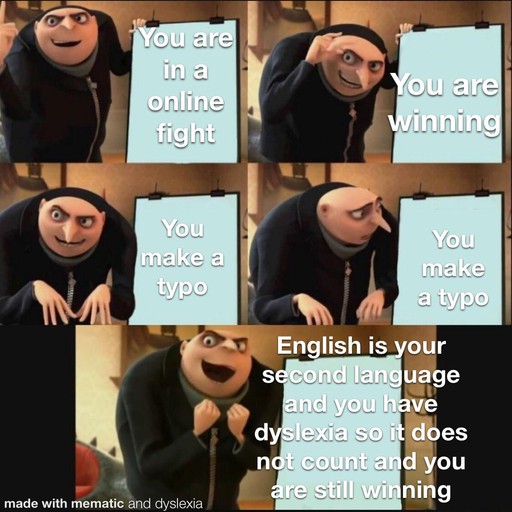 You are
in a
online
fight
You are
winning
You
make a
typo
You
make
a typo
English is your
second language
and you have
dyslexia so it does
not count and you
are still winning
made with mematic and dyslexia